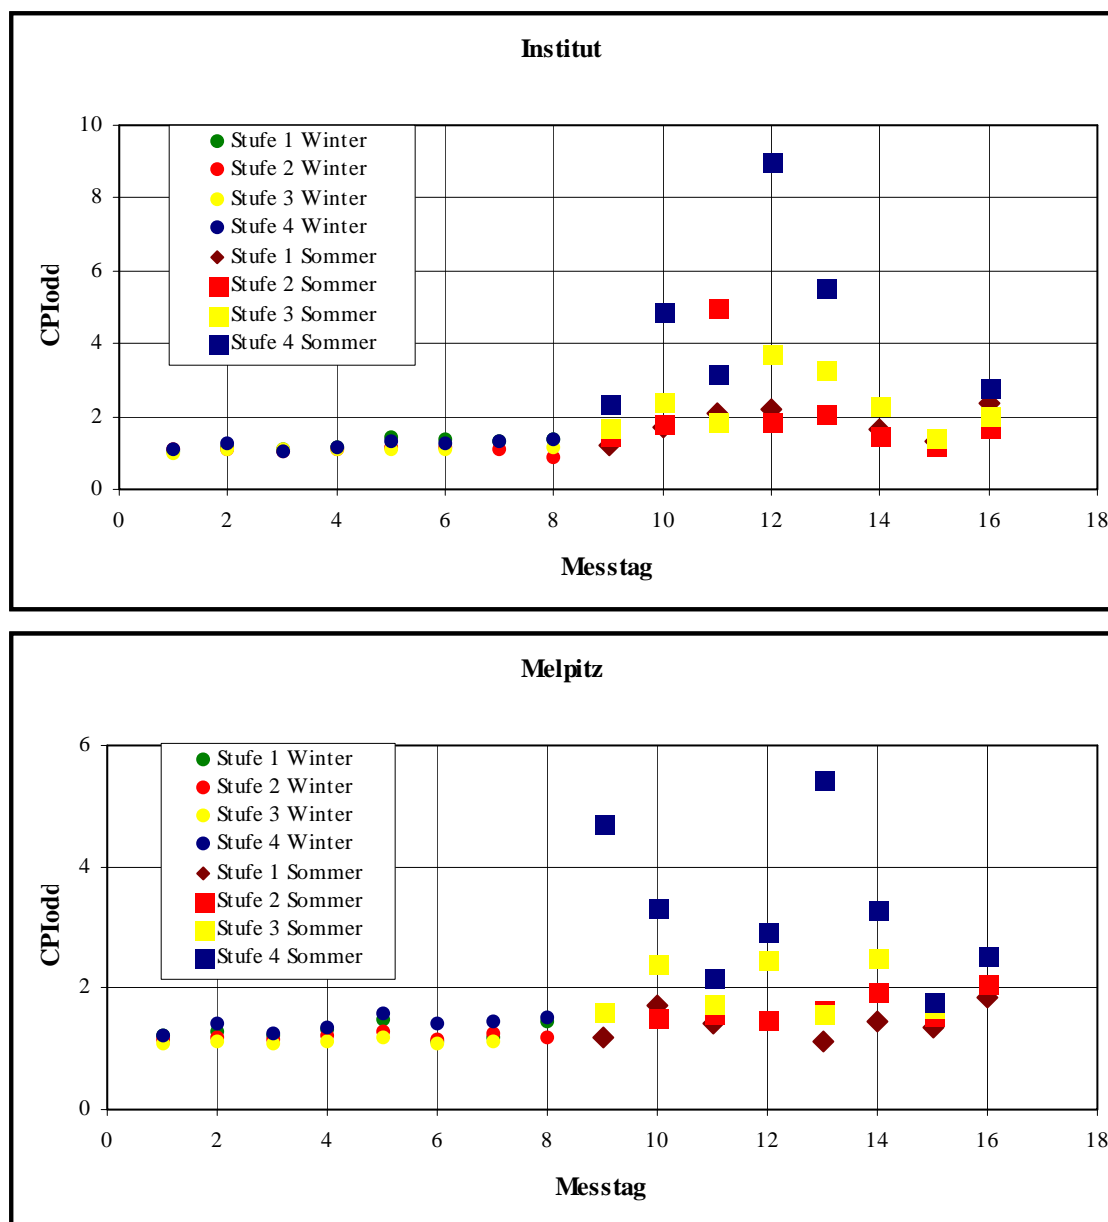 Institut
10
8
6
4
2
0
CPIodd
Stufe 1 Winter
Stufe 2 Winter
Stufe 3 Winter
Stufe 4 Winter
Stufe 1 Sommer
Stufe 2 Sommer
Stufe 3 Sommer
Stufe 4 Sommer
0 2 4 6 8 10 12 14 16 18
Messtag
Melpitz
6
4
2
0
CPIodd
Stufe 1 Winter
Stufe 2 Winter
Stufe 3 Winter
Stufe 4 Winter
Stufe 1 Sommer
Stufe 2 Sommer
Stufe 3 Sommer
Stufe 4 Sommer
0 2 4 6 8 10 12 14 16 18
Messtag